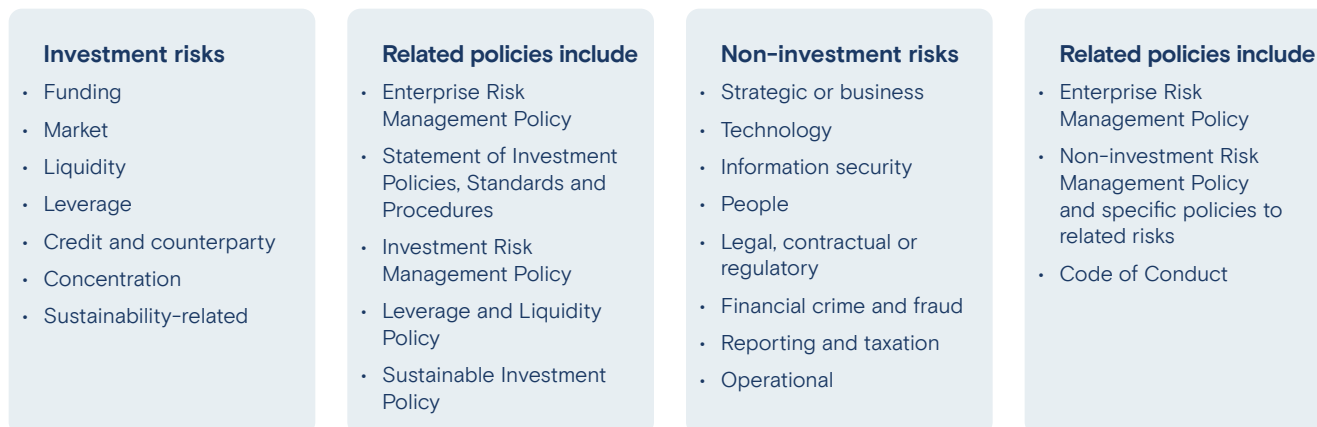 Investment risks
• Funding
• Market
• Liquidity
• Leverage
• Credit and counterparty
• Concentration
• Sustainability-related
Related policies include
• Enterprise Risk
Management Policy
• Statement of Investment
Policies, Standards and
Procedures
• Investment Risk
Management Policy
• Leverage and Liquidity
Policy
• Sustainable Investment
Policy
Non-investment risks
• Strategic or business
• Technology
• Information security
• People
• Legal, contractual or
regulatory
• Financial crime and fraud
• Reporting and taxation
• Operational
Related policies include
• Enterprise Risk
Management Policy
• Non-investment Risk
Management Policy
and specific policies to
related risks
• Code of Conduct